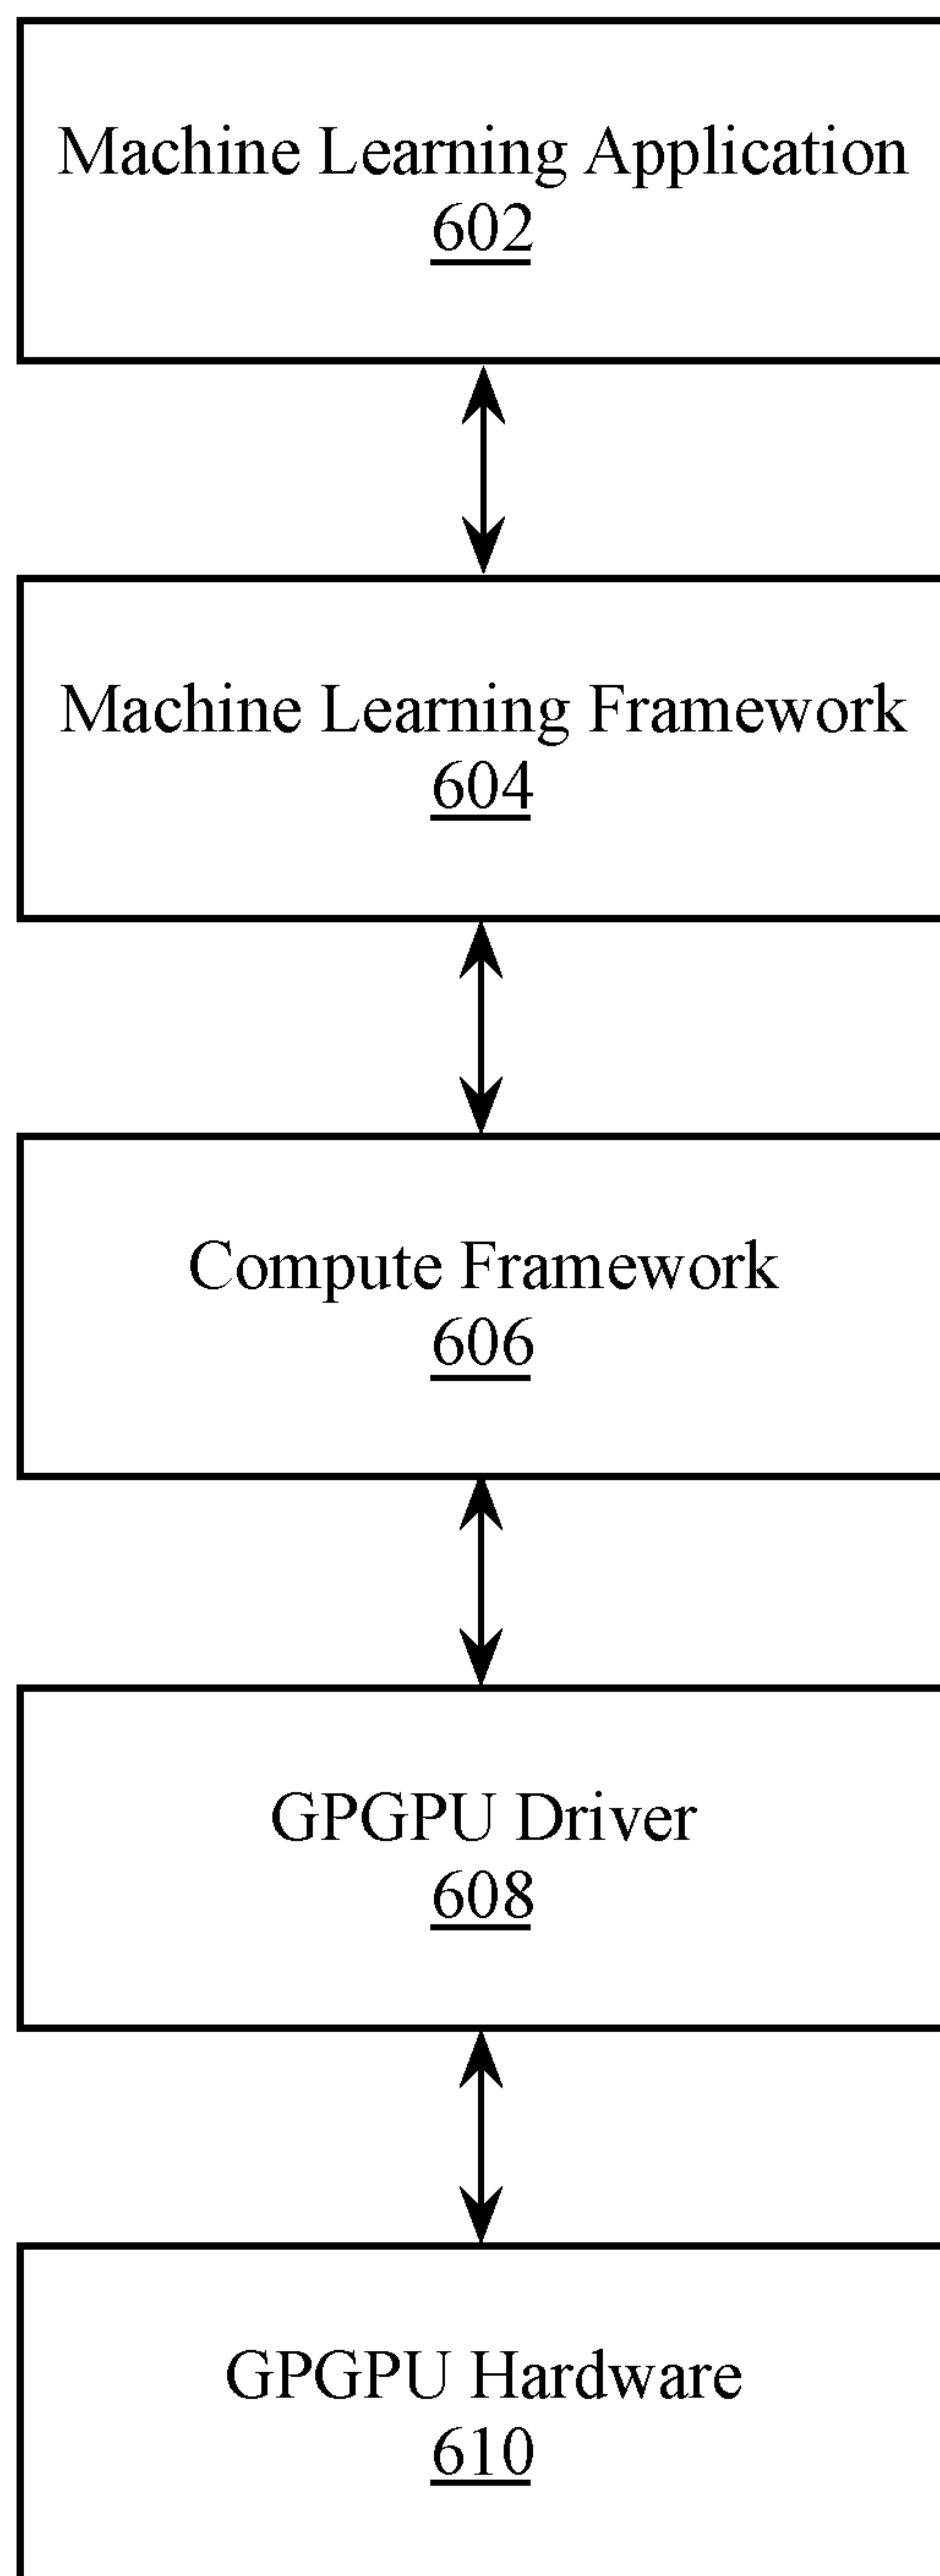 Machine Learning Application
602
Machine Learning Framework
604
Compute Framework
606
GPGPU Driver
608
GPGPU Hardware
610